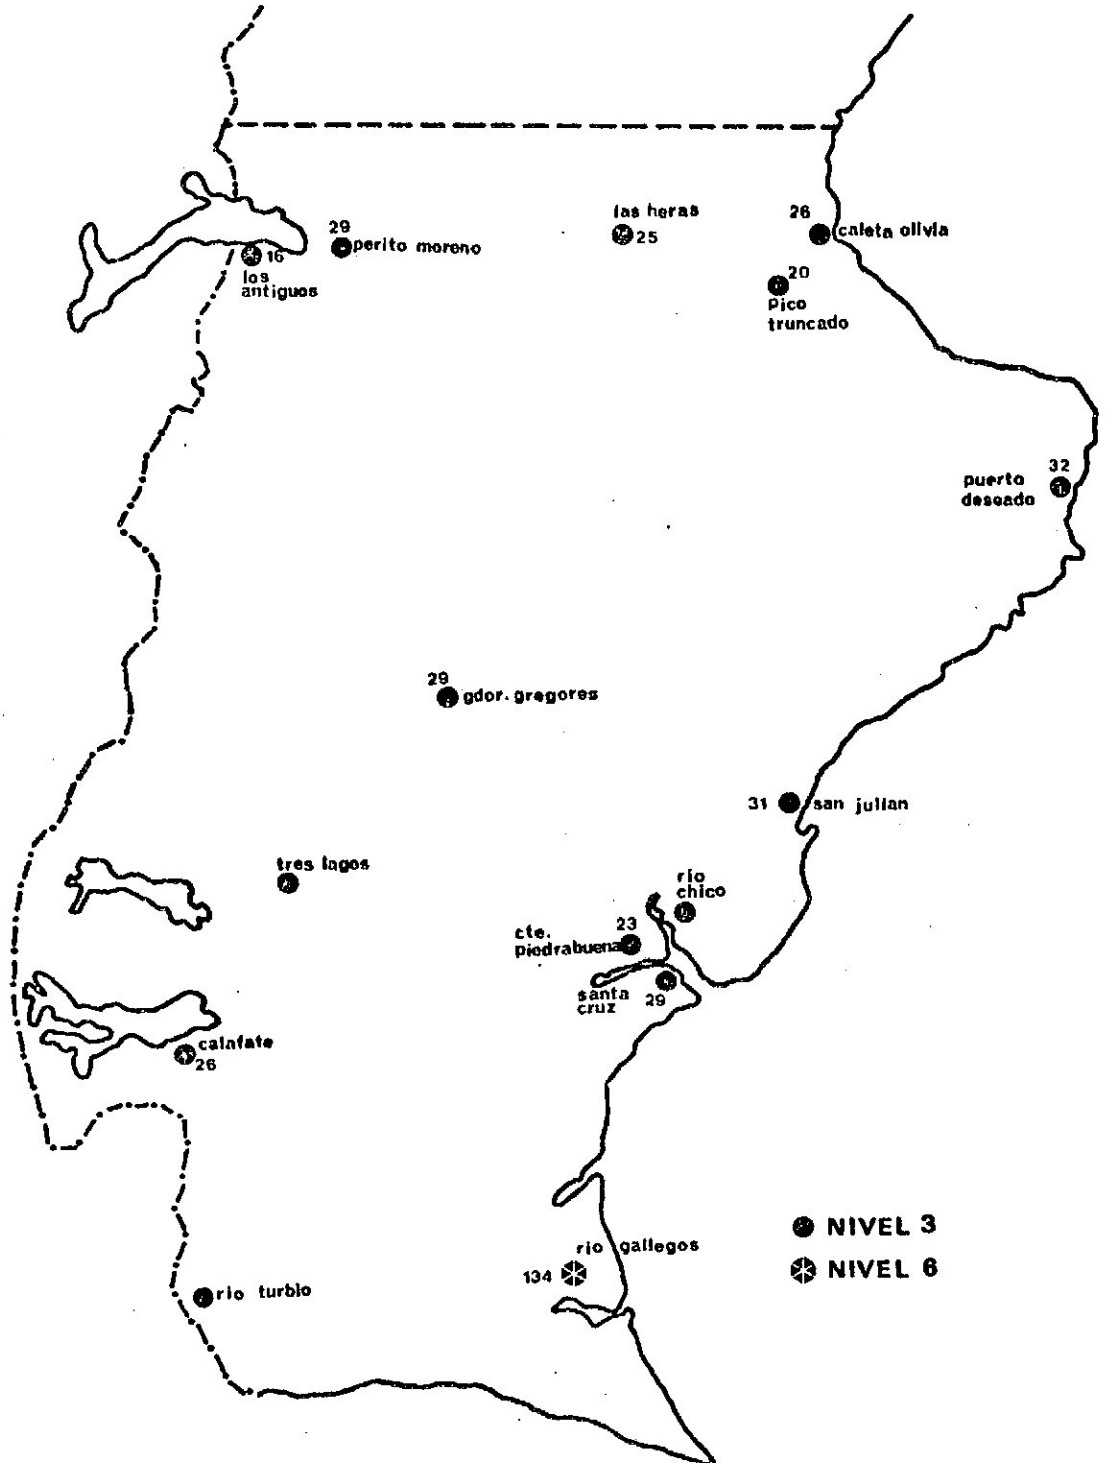 las heras
25
26
caleta olivia
29
perito moreno
16
los
antiguos
20
Pico
truncado
32
puerto
deseado
29
gdor. gregores
31 san julian
tres lagos
río
chico
23
cte.
piedrabuena
santa
cruz
29
calafate
26
NIVEL 3
rio gallegos
134
NIVEL 6
rio turbio